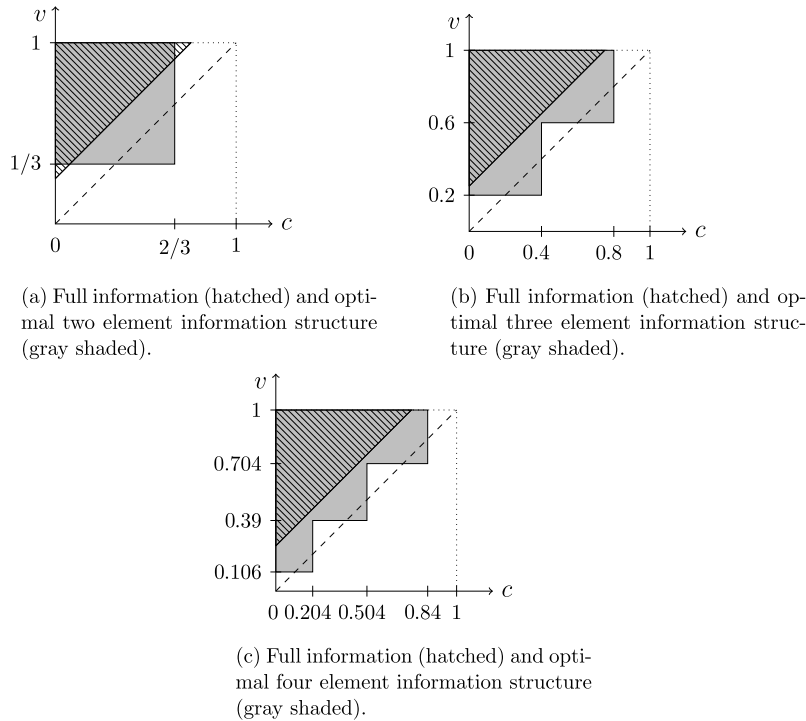 v
1
1/3
0
2/3
1
c
(a) Full information (hatched) and opti-
mal two element information structure
(gray shaded).
v
1
0.6
0.2
0
0.4
0.8
1
c
(b) Full information (hatched) and op-
timal three element information struc-
ture (gray shaded).
v
1
0.704
0.39
0.106
0 0.204 0.504 0.84 1
c
(c) Full information (hatched) and opti-
mal four element information structure
(gray shaded).